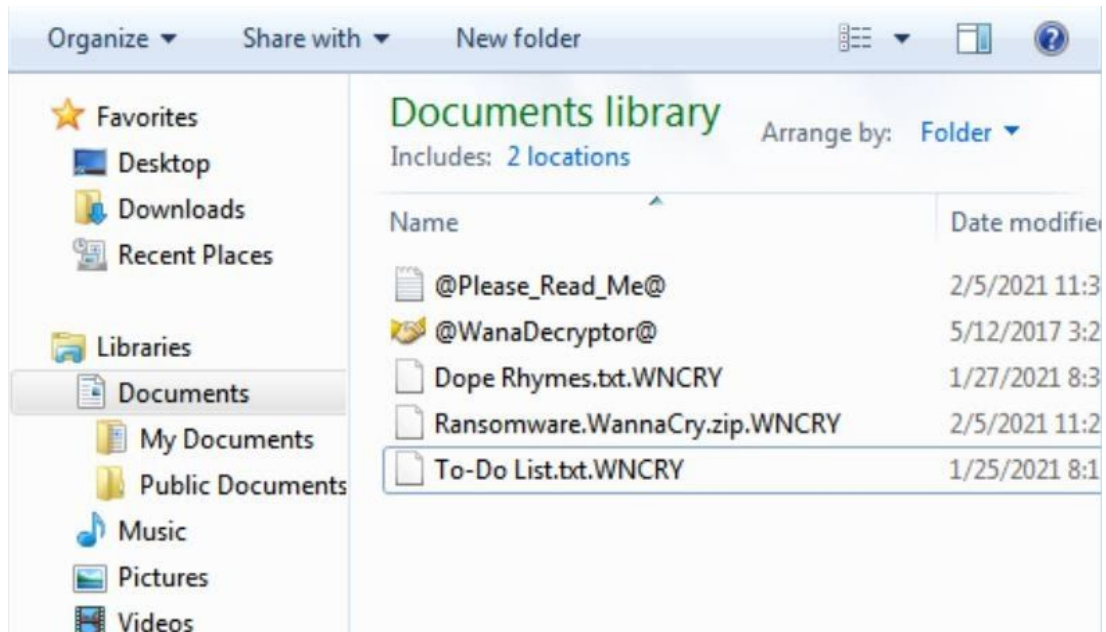 Organize Share with New folder
Favorites
Desktop
Downloads
Recent Places
Libraries
Documents
My Documents
Public Documents
Music
Pictures
Videos
Documents library
Includes: 2 locations
Arrange by: Folder
Name Date modifie
@Please_Read_Me@ 2/5/2021 11:3
@WanaDecryptor@ 5/12/2017 3:2
Dope Rhymes.txt.WNCRY 1/27/2021 8:3
Ransomware.WannaCry.zip.WNCRY 2/5/2021 11:2
To-Do List.txt.WNCRY 1/25/2021 8:1